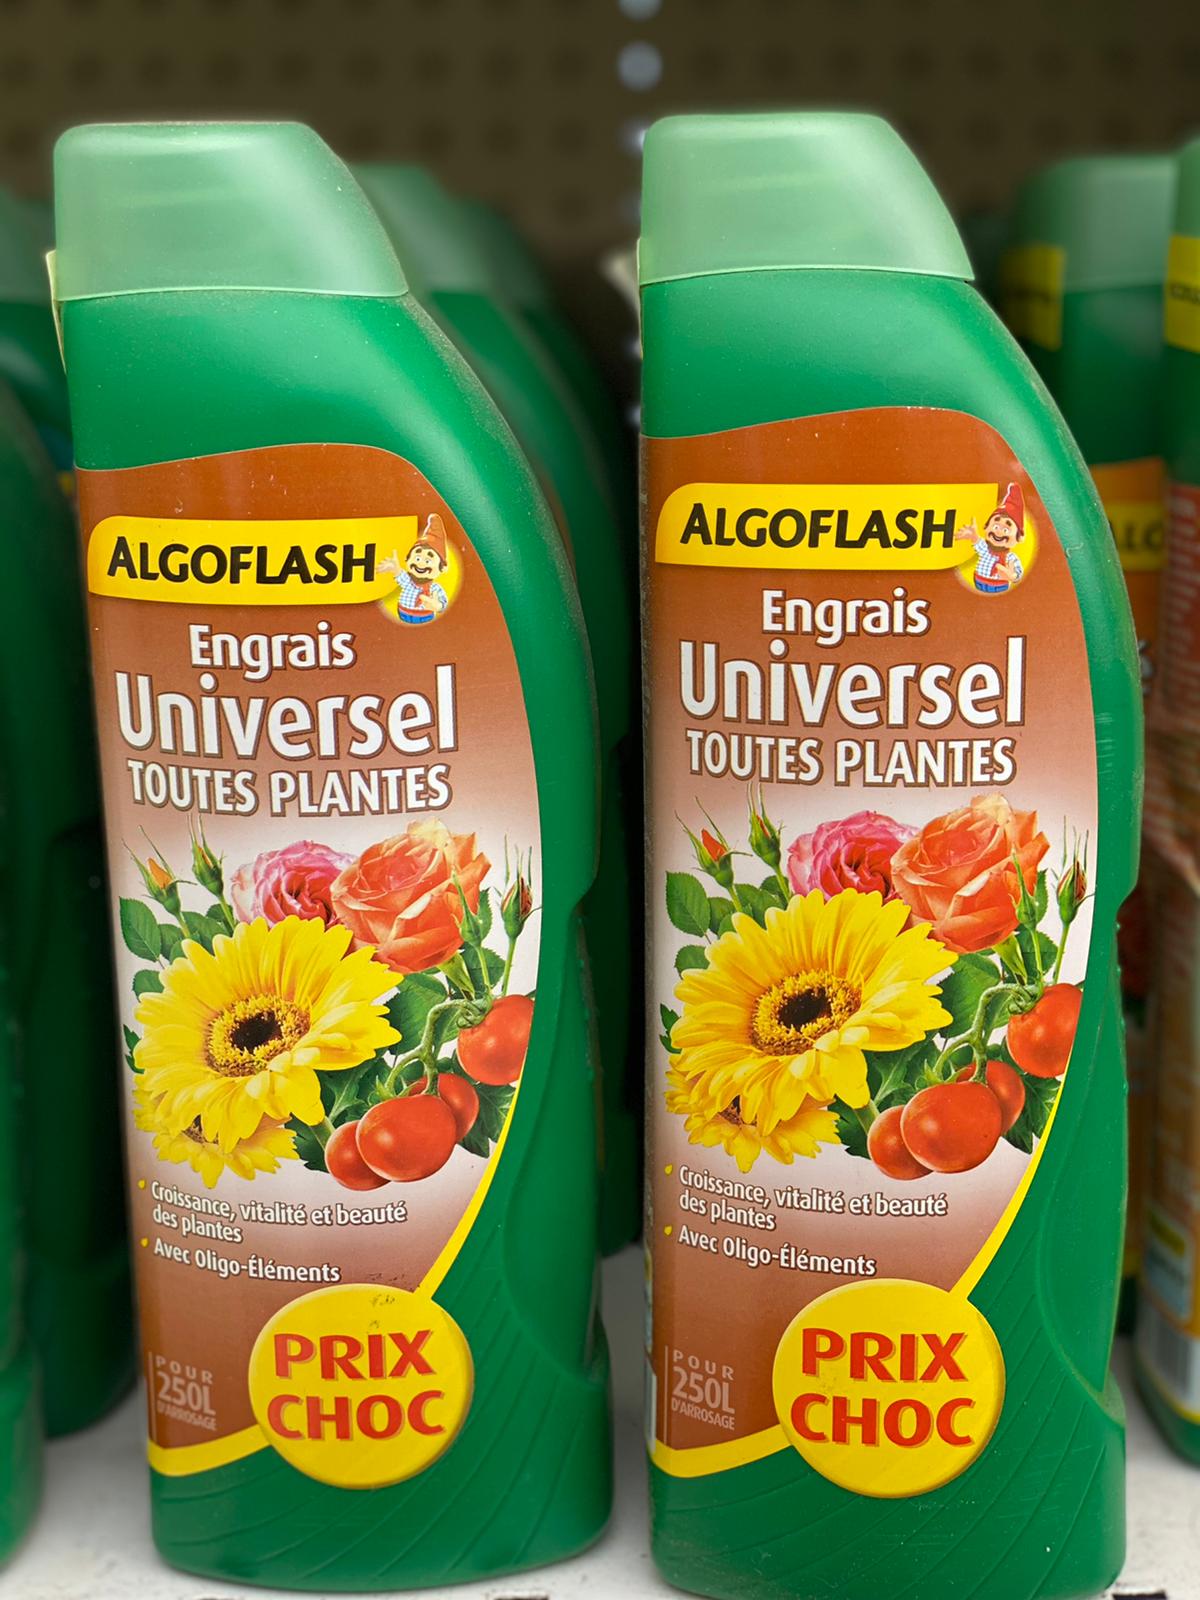 ALGOFLASH
Engrais
Universel
TOUTES PLANTES
Croissance, vitalité et beauté
des plantes
Avec Oligo-Éléments
PRIX
CHOC
POUR
250L
D'ARROSAGE
ALGOFLASH
Engrais
Universel
TOUTES PLANTES
Croissance, vitalité et beauté
des plantes
Avec Oligo-Éléments
PRIX
CHOC
POUR
250L
D'ARROSAGE